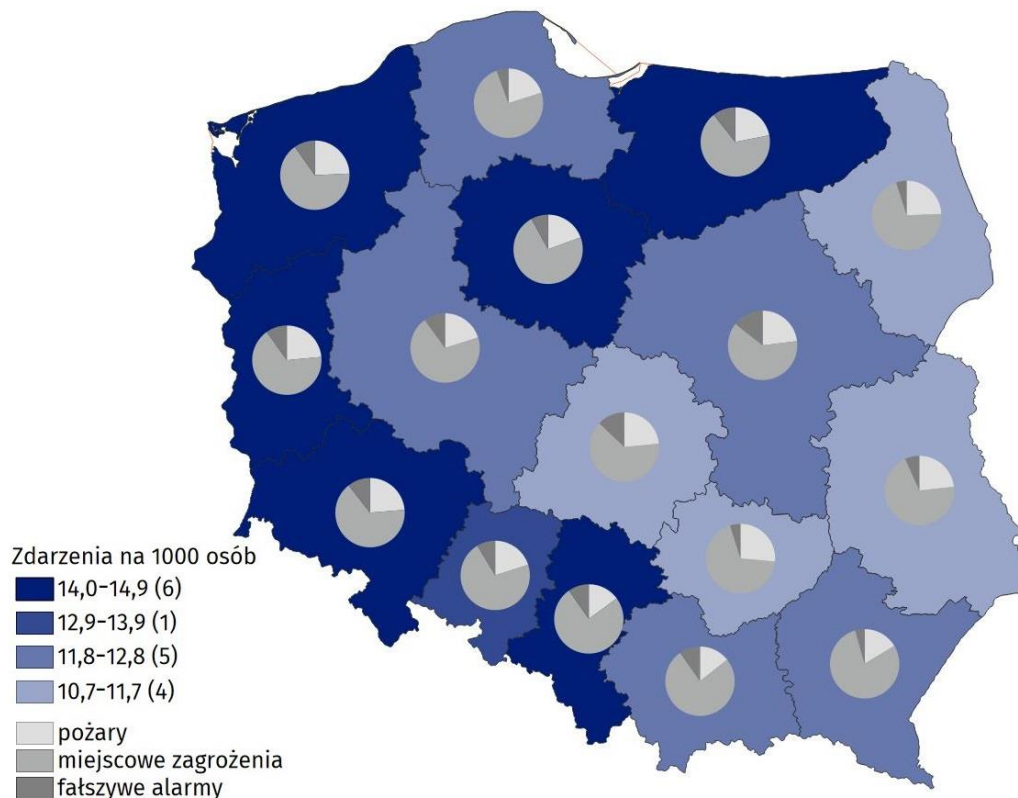 Zdarzenia na 1000 osób
14,0–14,9 (6)
12,9–13,9 (1)
11,8–12,8 (5)
10,7–11,7 (4)
pożary
miejscowe zagrożenia
fałszywe alarmy